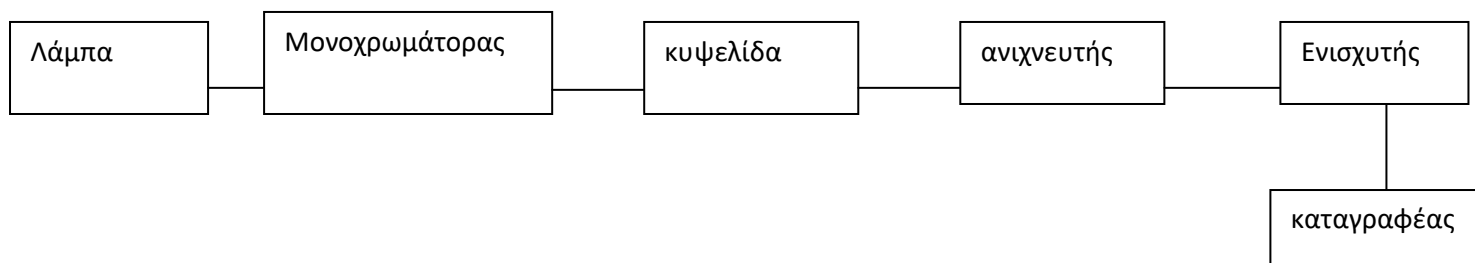 Λάμπα
Μονοχρωμάτορας
κυψελίδα
ανιχνευτής
Ενισχυτής
καταγραφέας